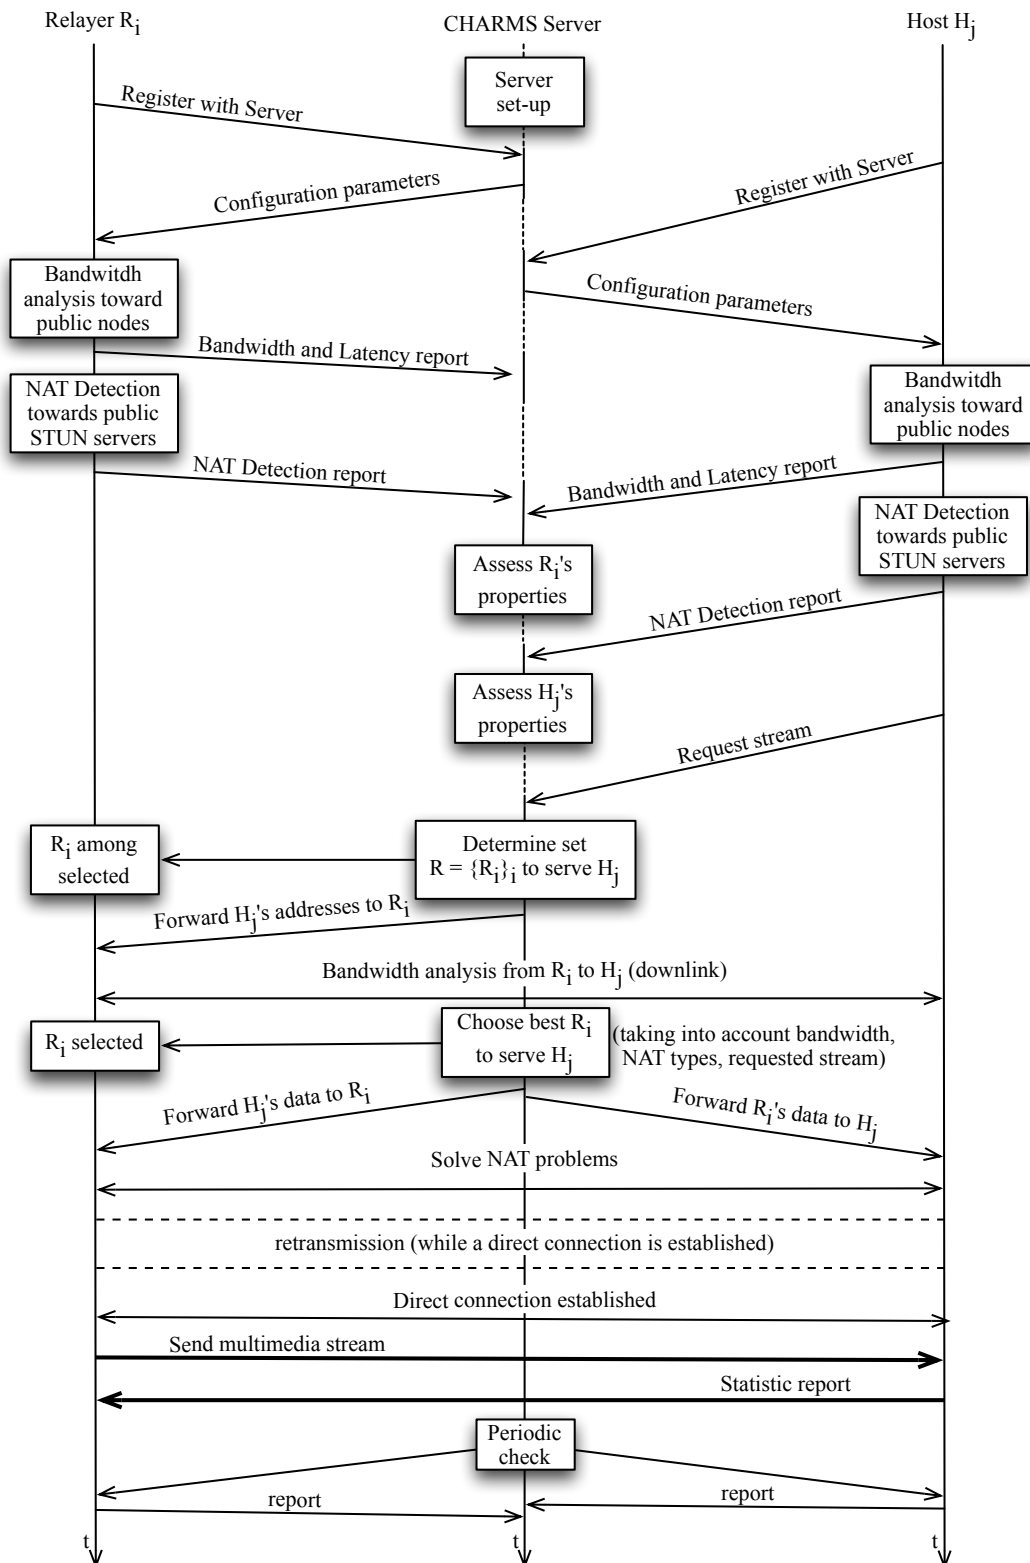 Relayer Ri
CHARMS Server
Host Hj
Server
set-up
Register with Server
Register with Server
Configuration parameters
Bandwitdh
analysis toward
public nodes
Configuration parameters
Bandwidth and Latency report
NAT Detection
towards public
STUN servers
Bandwitdh
analysis toward
public nodes
NAT Detection report
Bandwidth and Latency report
NAT Detection
towards public
STUN servers
Assess Ri's
properties
NAT Detection report
Assess Hj's
properties
Request stream
Ri among
selected
Determine set
R = {Ri}i to serve Hj
Forward Hj's addresses to Ri
Bandwidth analysis from Ri to Hj (downlink)
Ri selected
Choose best Ri
to serve Hj
(taking into account bandwidth,
NAT types, requested stream)
Forward Hj's data to Ri
Forward Ri's data to Hj
Solve NAT problems
retransmission (while a direct connection is established)
Direct connection established
Send multimedia stream
Statistic report
Periodic
check
report
report
t
t
t